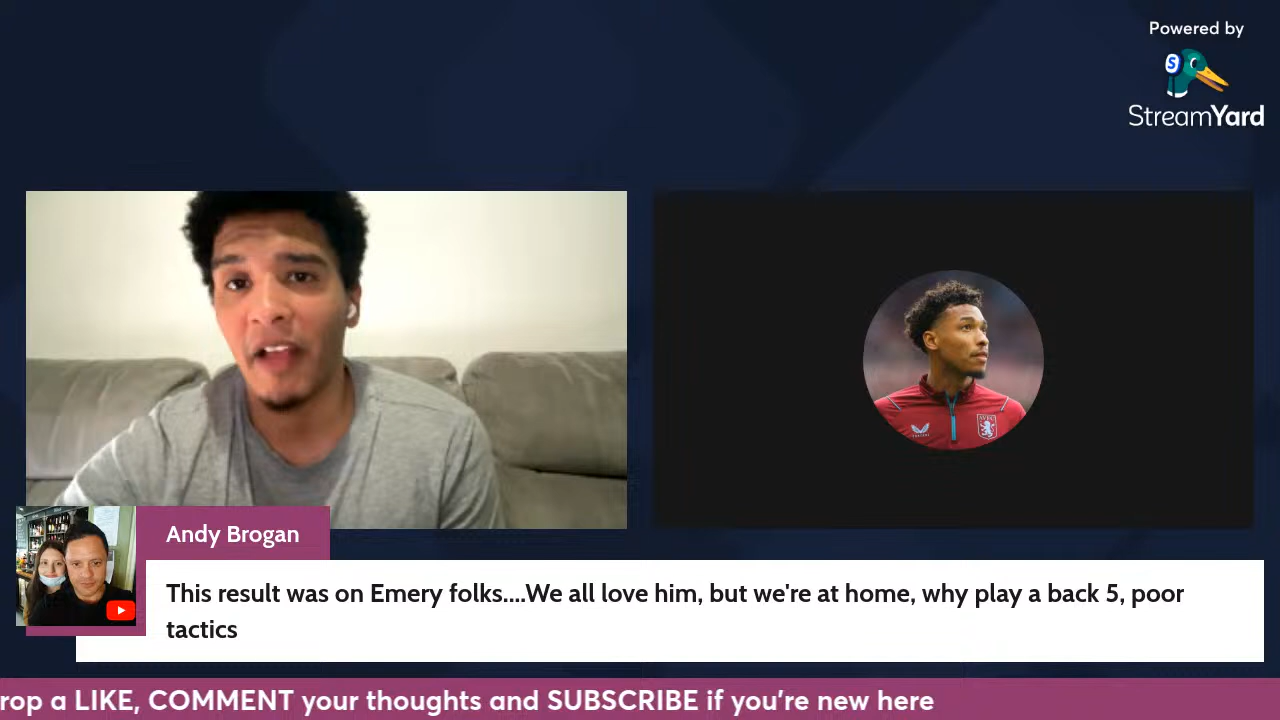 Powered by
S
StreamYard
Andy Brogan
This result was on Emery folks....We all love him, but we're at home, why play a back 5, poor
tactics
rop a LIKE, COMMENT your thoughts and SUBSCRIBE if you're new here